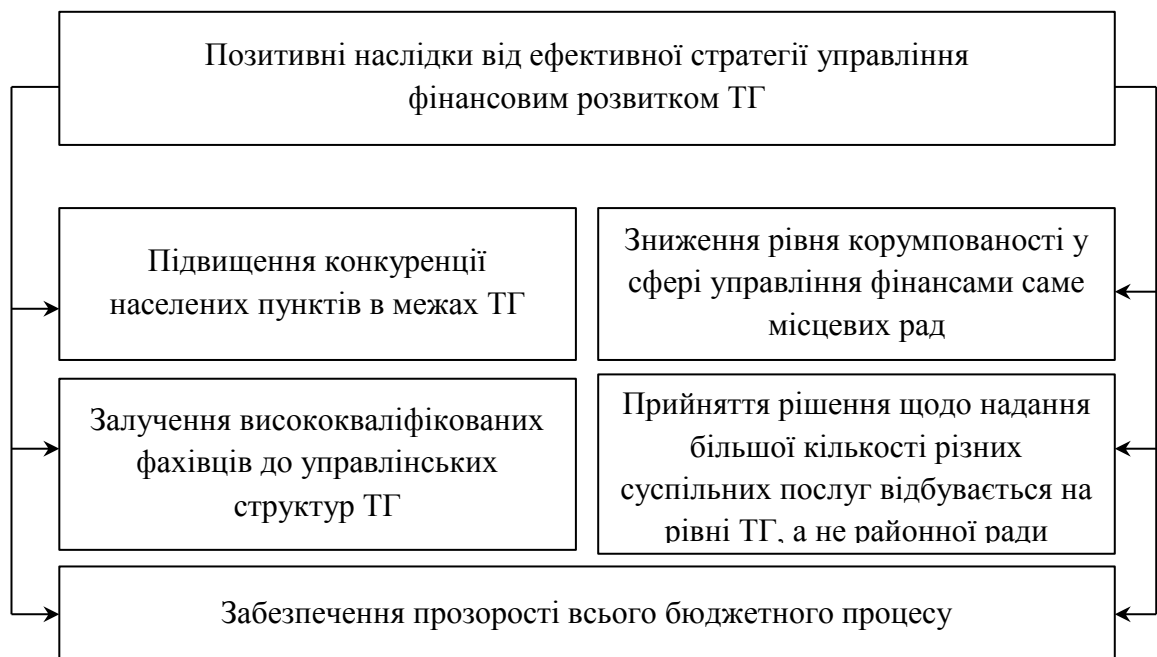 Позитивні наслідки від ефективної стратегії управління
фінансовим розвитком ТГ
Підвищення конкуренції
населених пунктів в межах ТГ
Зниження рівня корумпованості у
сфері управління фінансами саме
місцевих рад
Залучення висококваліфікованих
фахівців до управлінських
структур ТГ
Прийняття рішення щодо надання
більшої кількості різних
суспільних послуг відбувається на
рівні ТГ, а не районної ради
Забезпечення прозорості всього бюджетного процесу